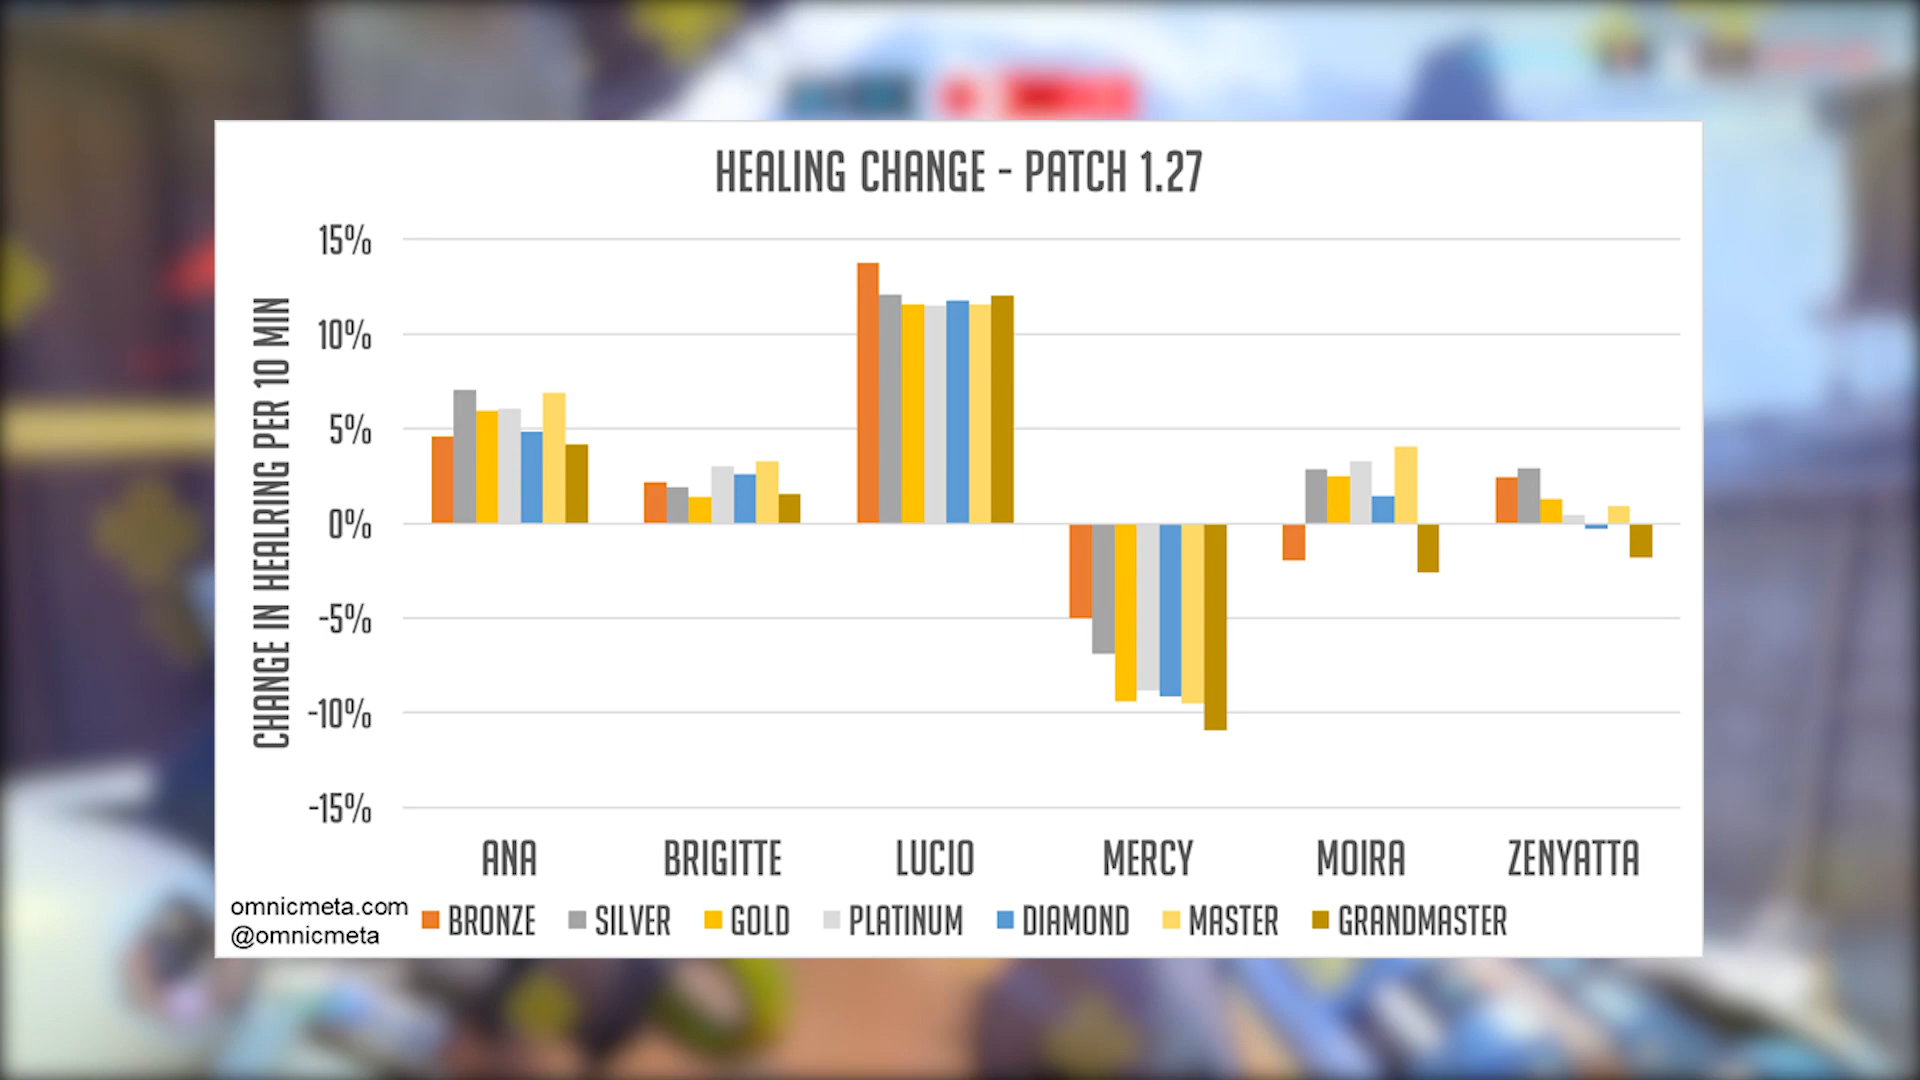 HEALING CHANGE - PATCH 1.27
CHANGE IN HEALRING PER 10 MIN
15%
10%
5%
0%
-5%
-10%
-15%
ANA BRIGITTE LUCIO MERCY MOIRA ZENYATTA
omnicmeta.com
@omnicmeta
BRONZE SILVER GOLD PLATINUM DIAMOND MASTER GRANDMASTER